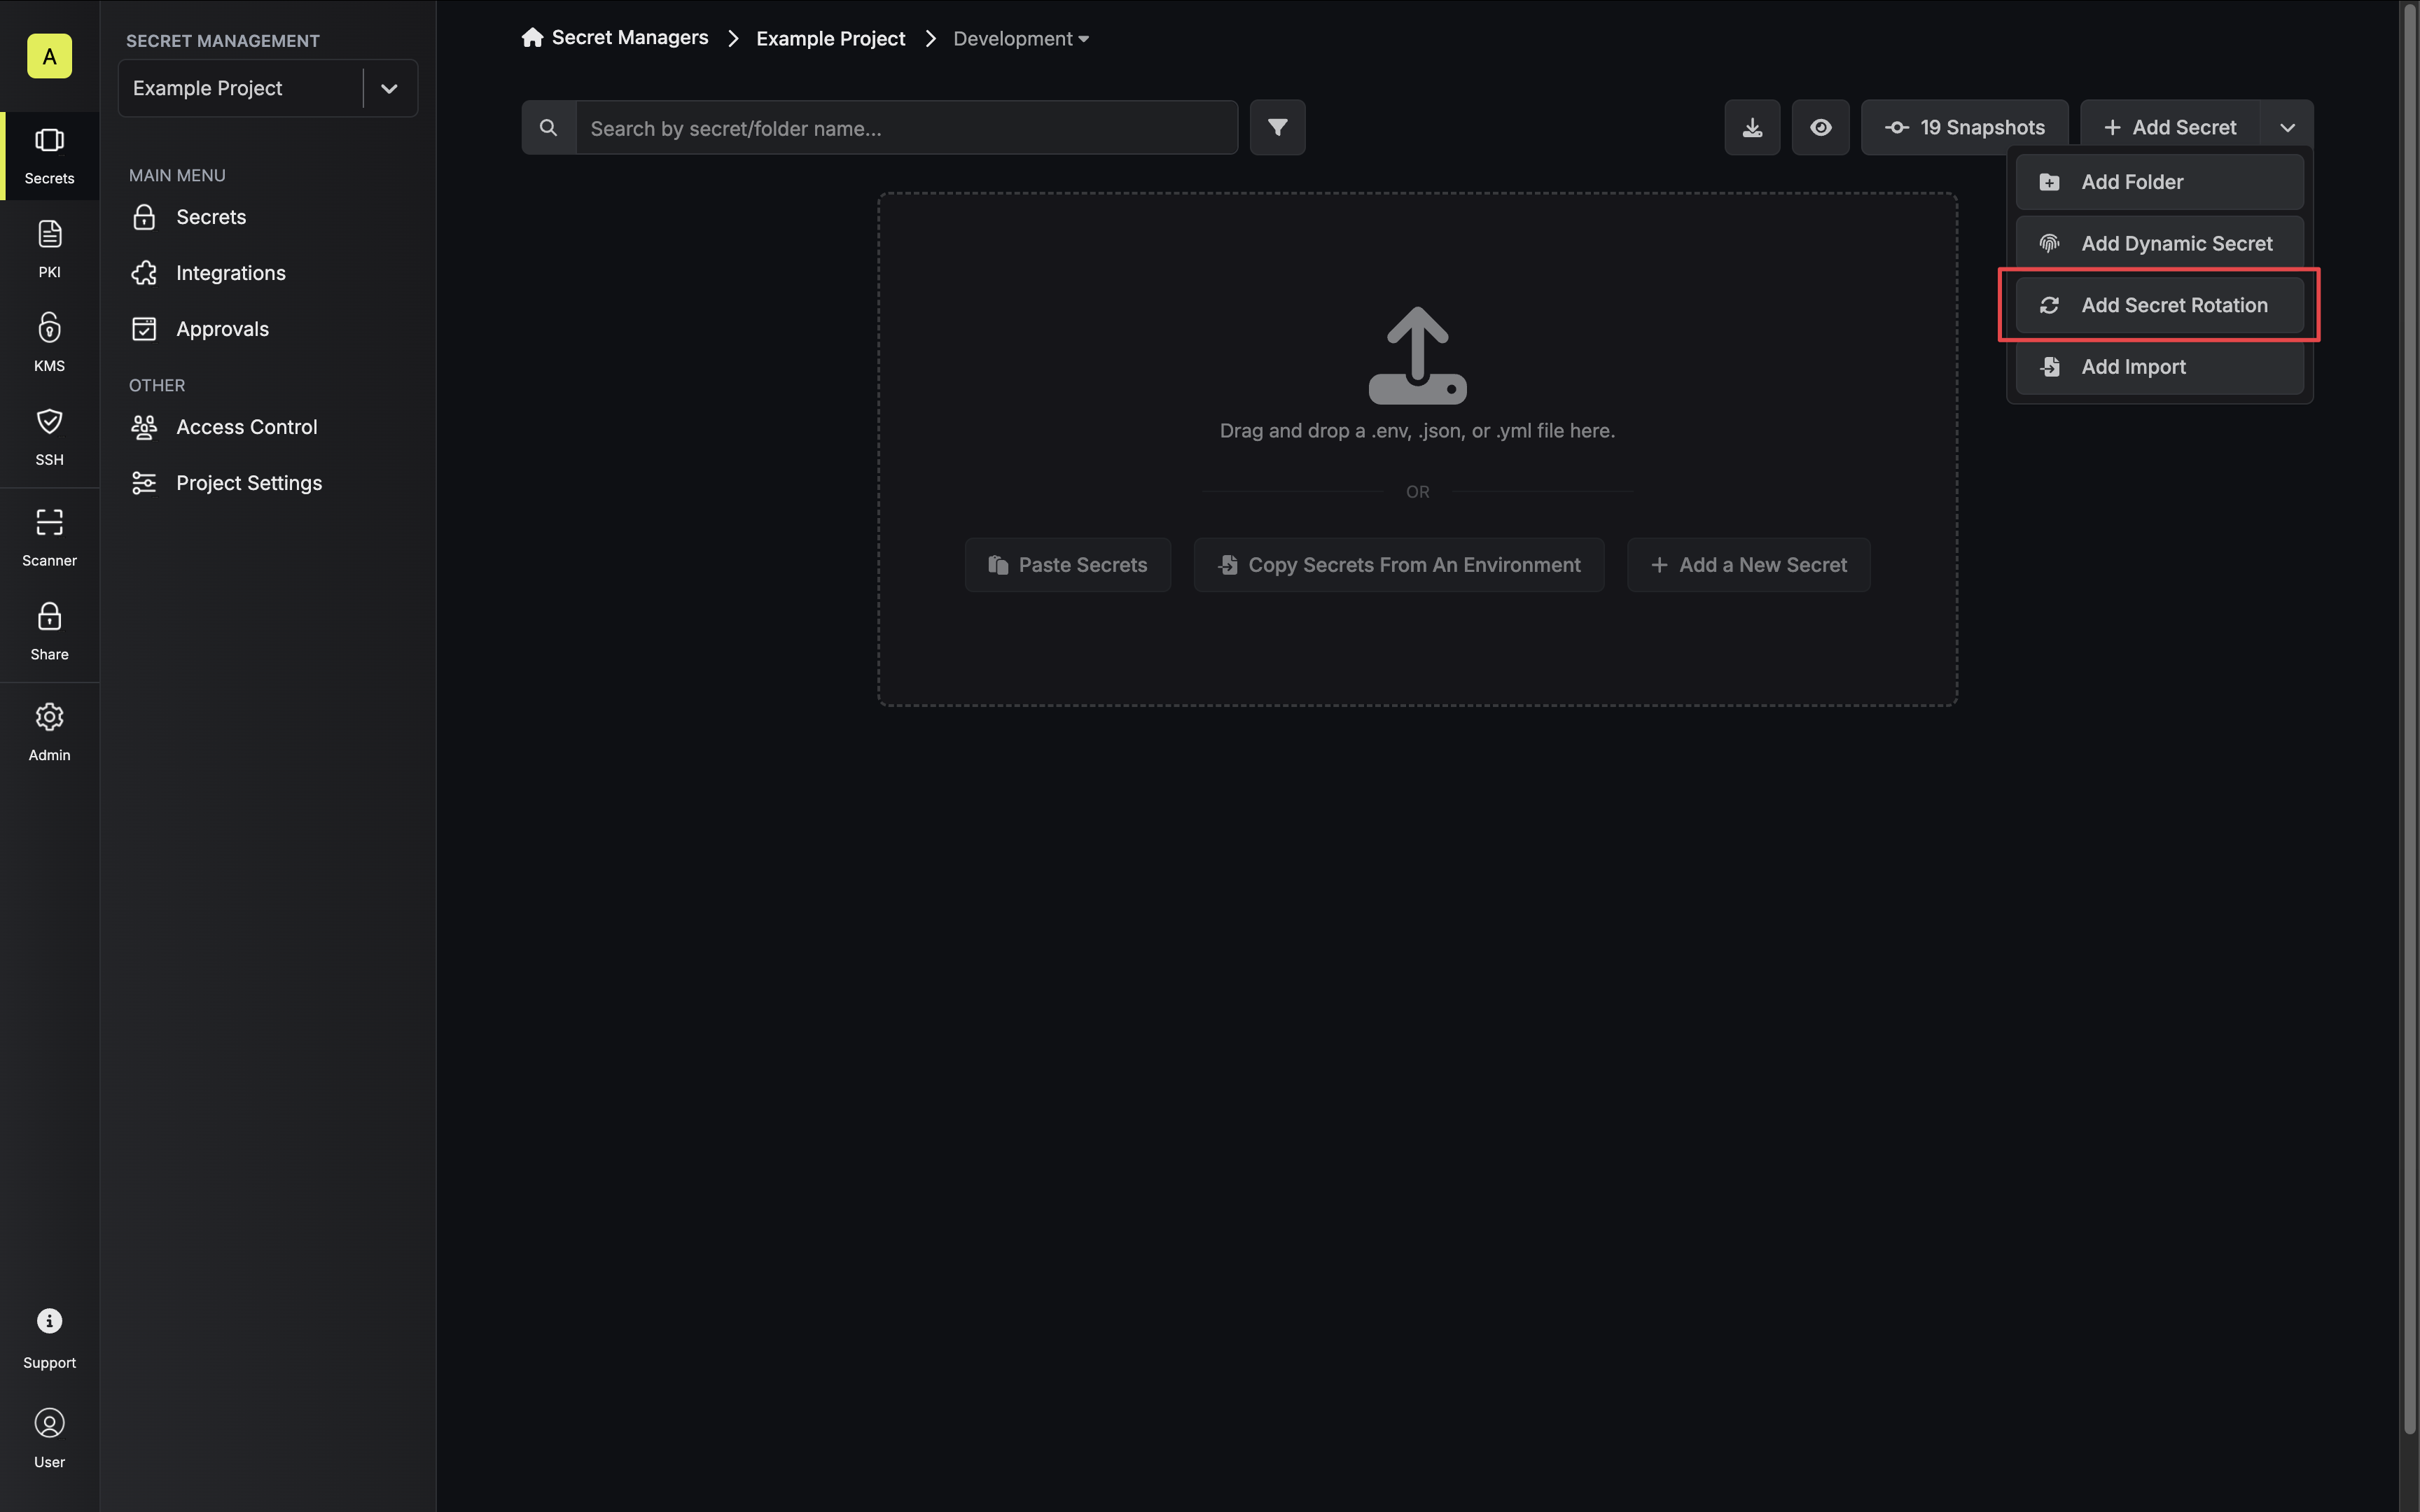 A
Secrets
PKI
KMS
SSH
Scanner
Share
Admin
Support
User
SECRET MANAGEMENT
Example Project
MAIN MENU
Secrets
Integrations
Approvals
OTHER
Access Control
Project Settings
Secret Managers > Example Project > Development
Search by secret/folder name...
19 Snapshots
+ Add Secret
Add Folder
Add Dynamic Secret
Add Secret Rotation
Add Import
Drag and drop a .env, .json, or .yml file here.
OR
Paste Secrets
Copy Secrets From An Environment
+ Add a New Secret